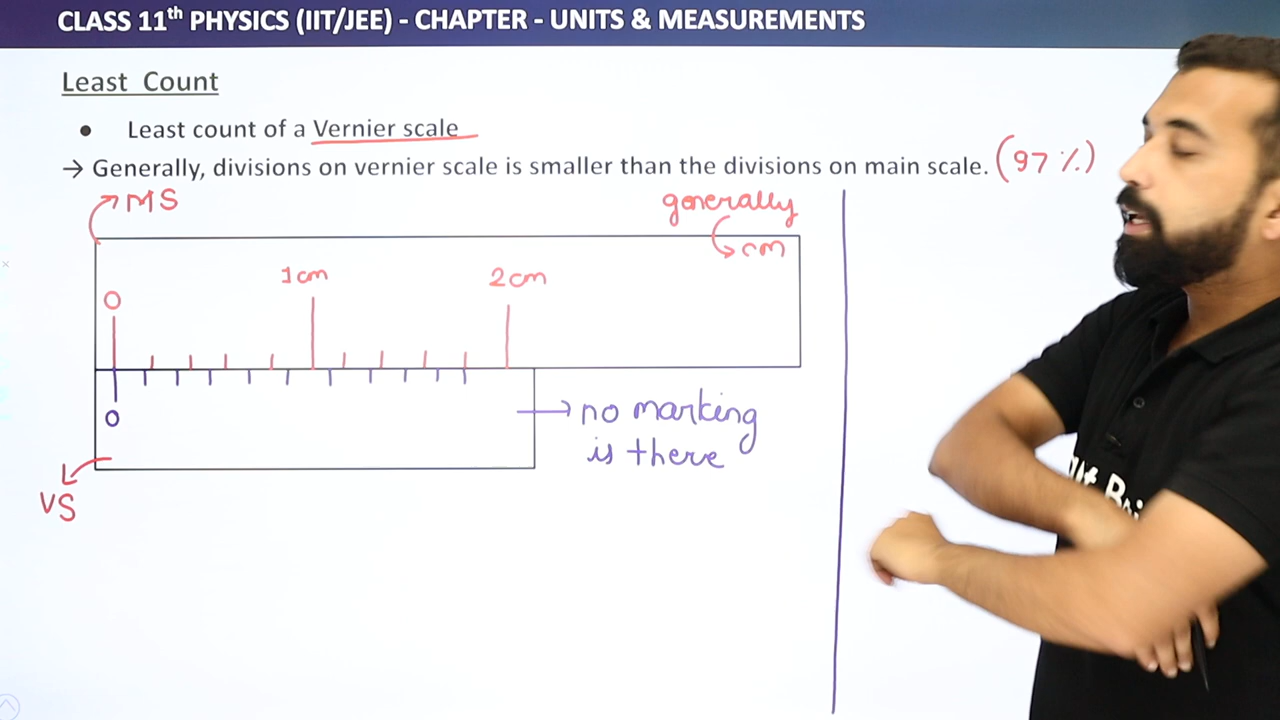 CLASS 11th PHYSICS (IIT/JEE) - CHAPTER - UNITS & MEASUREMENTS
Least Count
● Least count of a Vernier scale
→ Generally, divisions on vernier scale is smaller than the divisions on main scale. (97 %)
MS
generally
cm
1cm
2cm
0
0
no marking
is there
VS